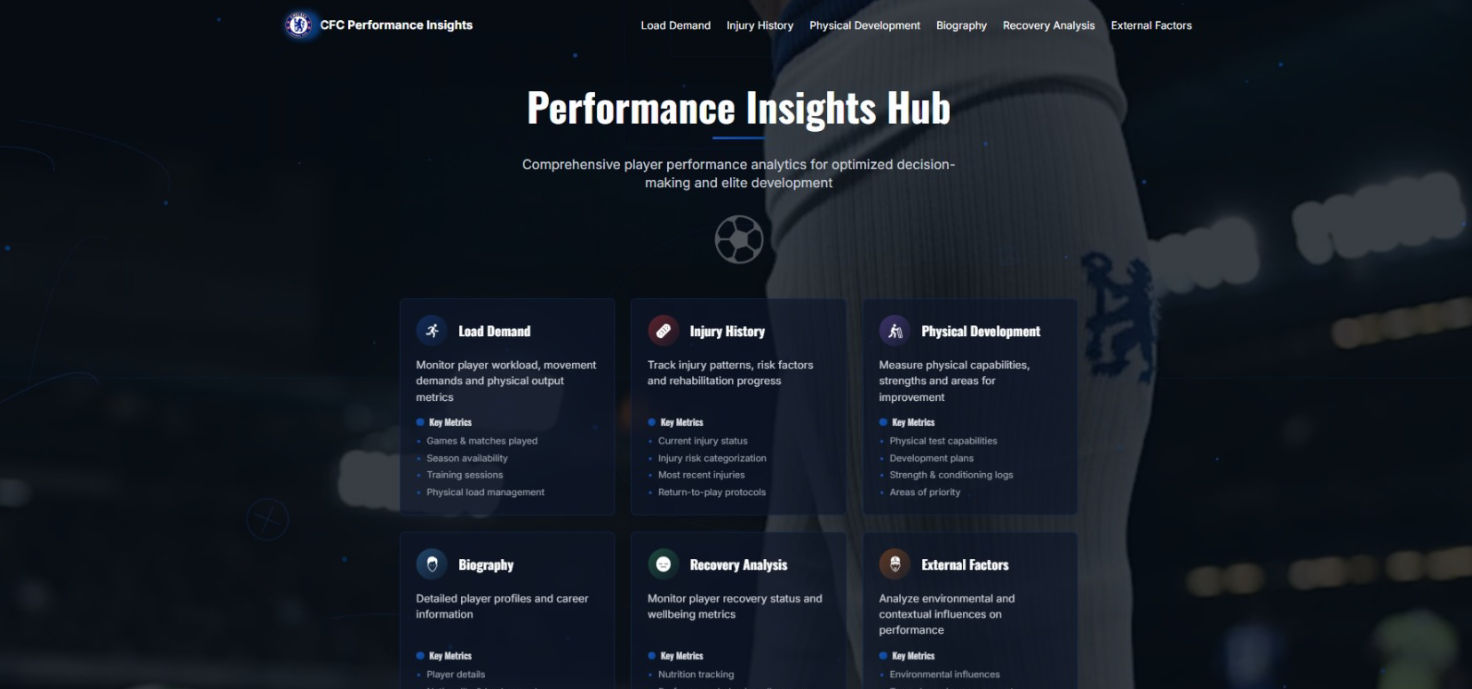 CFC Performance Insights
Load Demand
Injury History
Physical Development
Biography
Recovery Analysis
External Factors
Performance Insights Hub
Comprehensive player performance analytics for optimized decision-
making and elite development
Load Demand
Monitor player workload, movement
demands and physical output
metrics
Key Metrics
Games & matches played
Season availability
Training sessions
Physical load management
Injury History
Track injury patterns, risk factors
and rehabilitation progress
Key Metrics
Current injury status
Injury risk categorization
Most recent injuries
Return-to-play protocols
Physical Development
Measure physical capabilities,
strengths and areas for
improvement
Key Metrics
Physical test capabilities
Development plans
Strength & conditioning logs
Areas of priority
Biography
Detailed player profiles and career
information
Key Metrics
Player details
Recovery Analysis
Monitor player recovery status and
wellbeing metrics
Key Metrics
Nutrition tracking
External Factors
Analyze environmental and
contextual influences on
performance
Key Metrics
Environmental influences